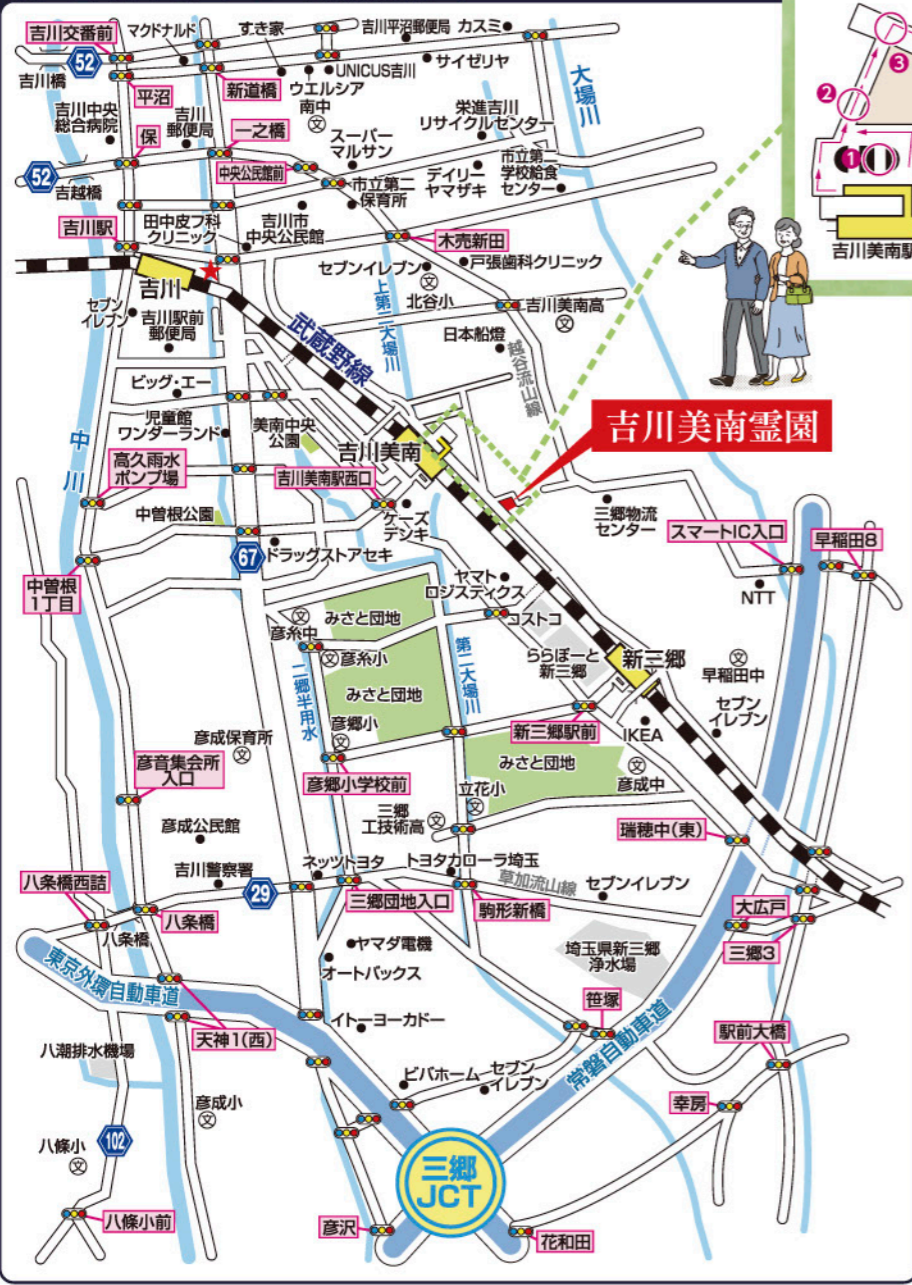 吉川交番前
マクドナルド
すき家
吉川平沼郵便局
カスミ
52
吉川橋
平沼
新道橋
ウエルシア
南中
文
UNICUS吉川
サイゼリヤ
大場川
吉川中央
総合病院
吉川
郵便局
栄進吉川
リサイクルセンター
保
一之橋
スーパー
マルサン
52
吉越橋
中央公民館前
市立第二
保育所
デイリー
ヤマザキ
市立第二
学校給食
センター
❶
❷
❸
吉川美南駅
吉川駅
田中皮フ科
クリニック
吉川市
中央公民館
木売新田
セブンイレブン
文
北谷小
戸張歯科クリニック
★
吉川
セブン
イレブン
吉川駅前
郵便局
武蔵野線
上第二大場川
吉川美南高
文
日本船燈
越谷流山線
ビッグ・エー
児童館
ワンダーランド
美南中央
公園
吉川美南
吉川美南霊園
中川
高久雨水
ポンプ場
吉川美南駅西口
中曽根公園
ケーズ
デンキ
三郷物流
センター
スマートIC入口
早稲田8
67
ドラッグストアセキ
中曽根
1丁目
ヤマト
ロジスティクス
NTT
文
彦糸中
みさと団地
コストコ
文
彦糸小
ららぽーと
新三郷
新三郷
文
早稲田中
二郷半用水
みさと団地
第二大場川
セブン
イレブン
彦成保育所
文
彦郷小
文
新三郷駅前
IKEA
彦音集会所
入口
彦郷小学校前
みさと団地
立花小
文
文
彦成中
彦成公民館
三郷
工技術高
文
瑞穂中(東)
吉川警察署
ネッツトヨタ
トヨタカローラ埼玉
29
草加流山線
セブンイレブン
八条橋西詰
八条橋
八条橋
三郷団地入口
駒形新橋
大広戸
三郷3
ヤマダ電機
オートバックス
埼玉県新三郷
浄水場
東京外環自動車道
天神1(西)
イトーヨーカドー
笹塚
駅前大橋
八潮排水機場
常磐自動車道
ビバホーム
セブン
イレブン
彦成小
文
幸房
102
八條小
文
三郷
JCT
八條小前
彦沢
花和田